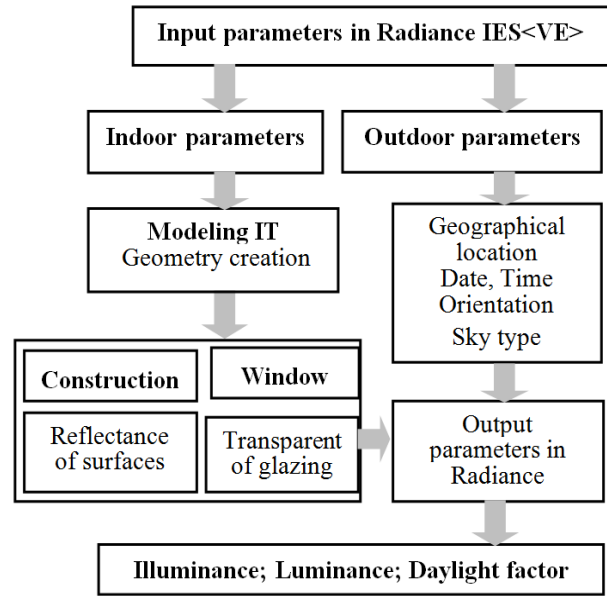 Input parameters in Radiance IES<VE>
Indoor parameters
Outdoor parameters
Modeling IT
Geometry creation
Geographical
location
Date, Time
Orientation
Sky type
Construction
Window
Reflectance
of surfaces
Transparent
of glazing
Output
parameters in
Radiance
Illuminance; Luminance; Daylight factor